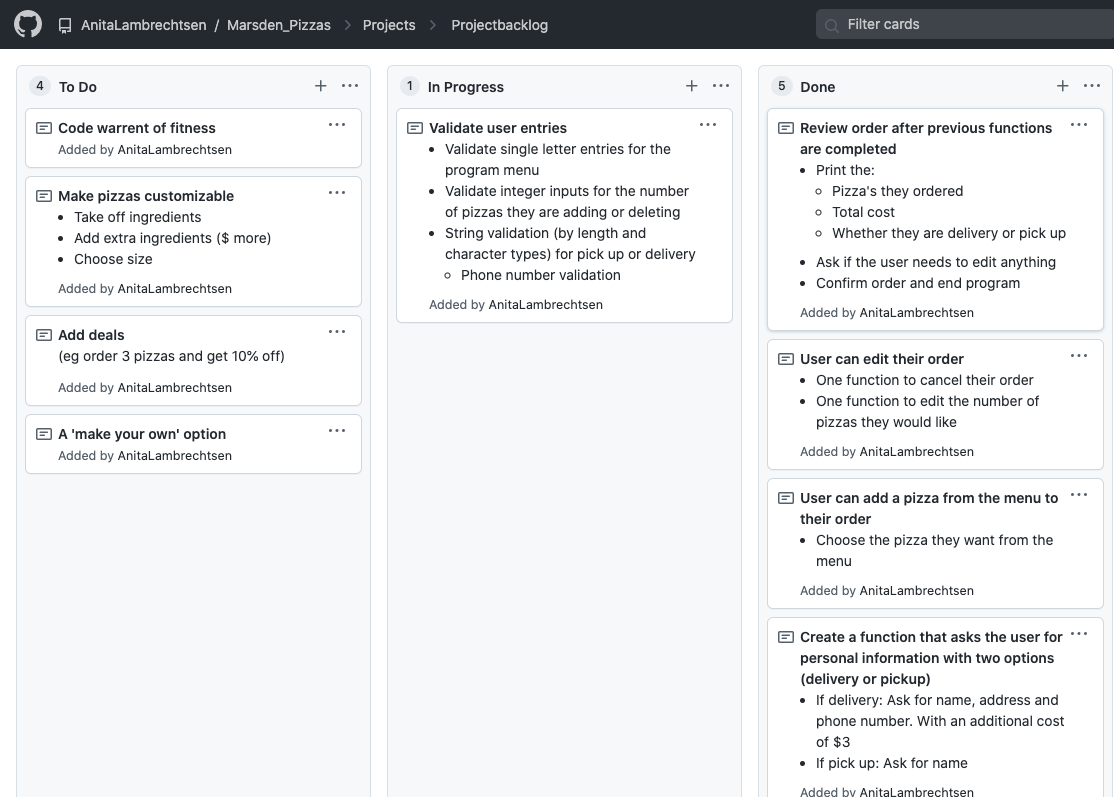 AnitaLambrechtsen / Marsden_Pizzas > Projects > Projectbacklog
Filter cards
4 To Do
Code warrent of fitness
Added by AnitaLambrechtsen
Make pizzas customizable
Take off ingredients
Add extra ingredients ($ more)
Choose size
Added by AnitaLambrechtsen
Add deals
(eg order 3 pizzas and get 10% off)
Added by AnitaLambrechtsen
A 'make your own' option
Added by AnitaLambrechtsen
1 In Progress
Validate user entries
Validate single letter entries for the
program menu
Validate integer inputs for the number
of pizzas they are adding or deleting
String validation (by length and
character types) for pick up or delivery
Phone number validation
Added by AnitaLambrechtsen
5 Done
Review order after previous functions
are completed
Print the:
Pizza's they ordered
Total cost
Whether they are delivery or pick up
Ask if the user needs to edit anything
Confirm order and end program
Added by AnitaLambrechtsen
User can edit their order
One function to cancel their order
One function to edit the number of
pizzas they would like
Added by AnitaLambrechtsen
User can add a pizza from the menu to
their order
Choose the pizza they want from the
menu
Added by AnitaLambrechtsen
Create a function that asks the user for
personal information with two options
(delivery or pickup)
If delivery: Ask for name, address and
phone number. With an additional cost
of $3
If pick up: Ask for name
Added by AnitaLambrechtsen